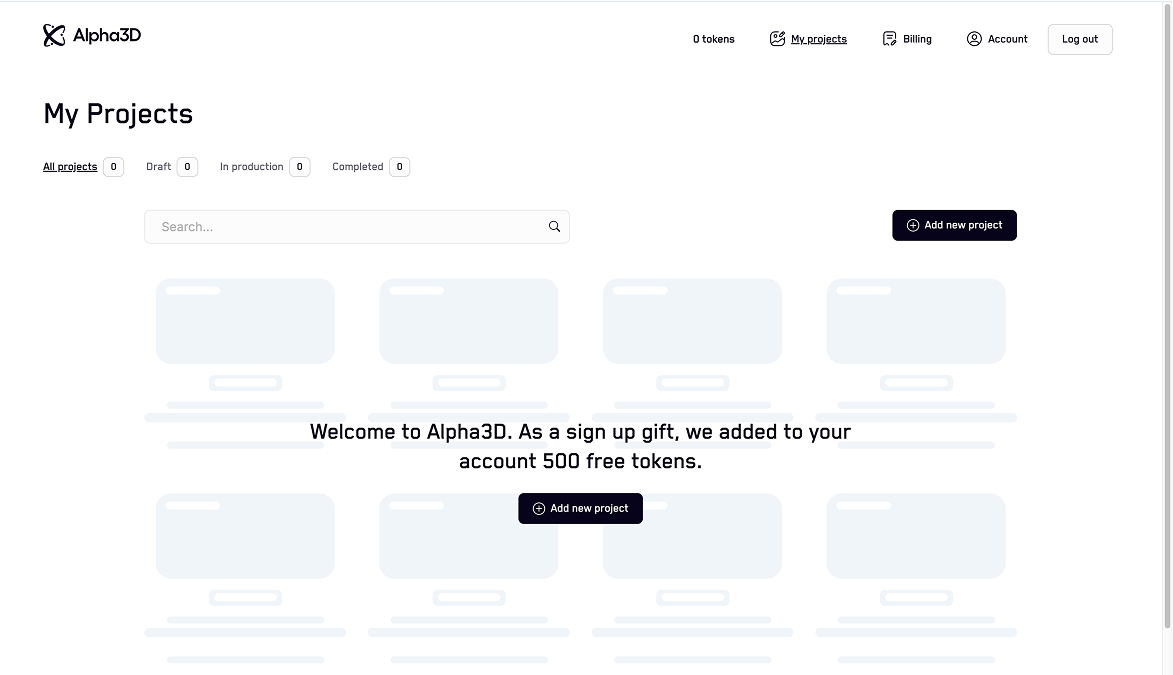 Alpha3D
0 tokens
My projects
Billing
Account
Log out
My Projects
All projects 0
Draft 0
In production 0
Completed 0
Search...
Add new project
Welcome to Alpha3D. As a sign up gift, we added to your
account 500 free tokens.
Add new project